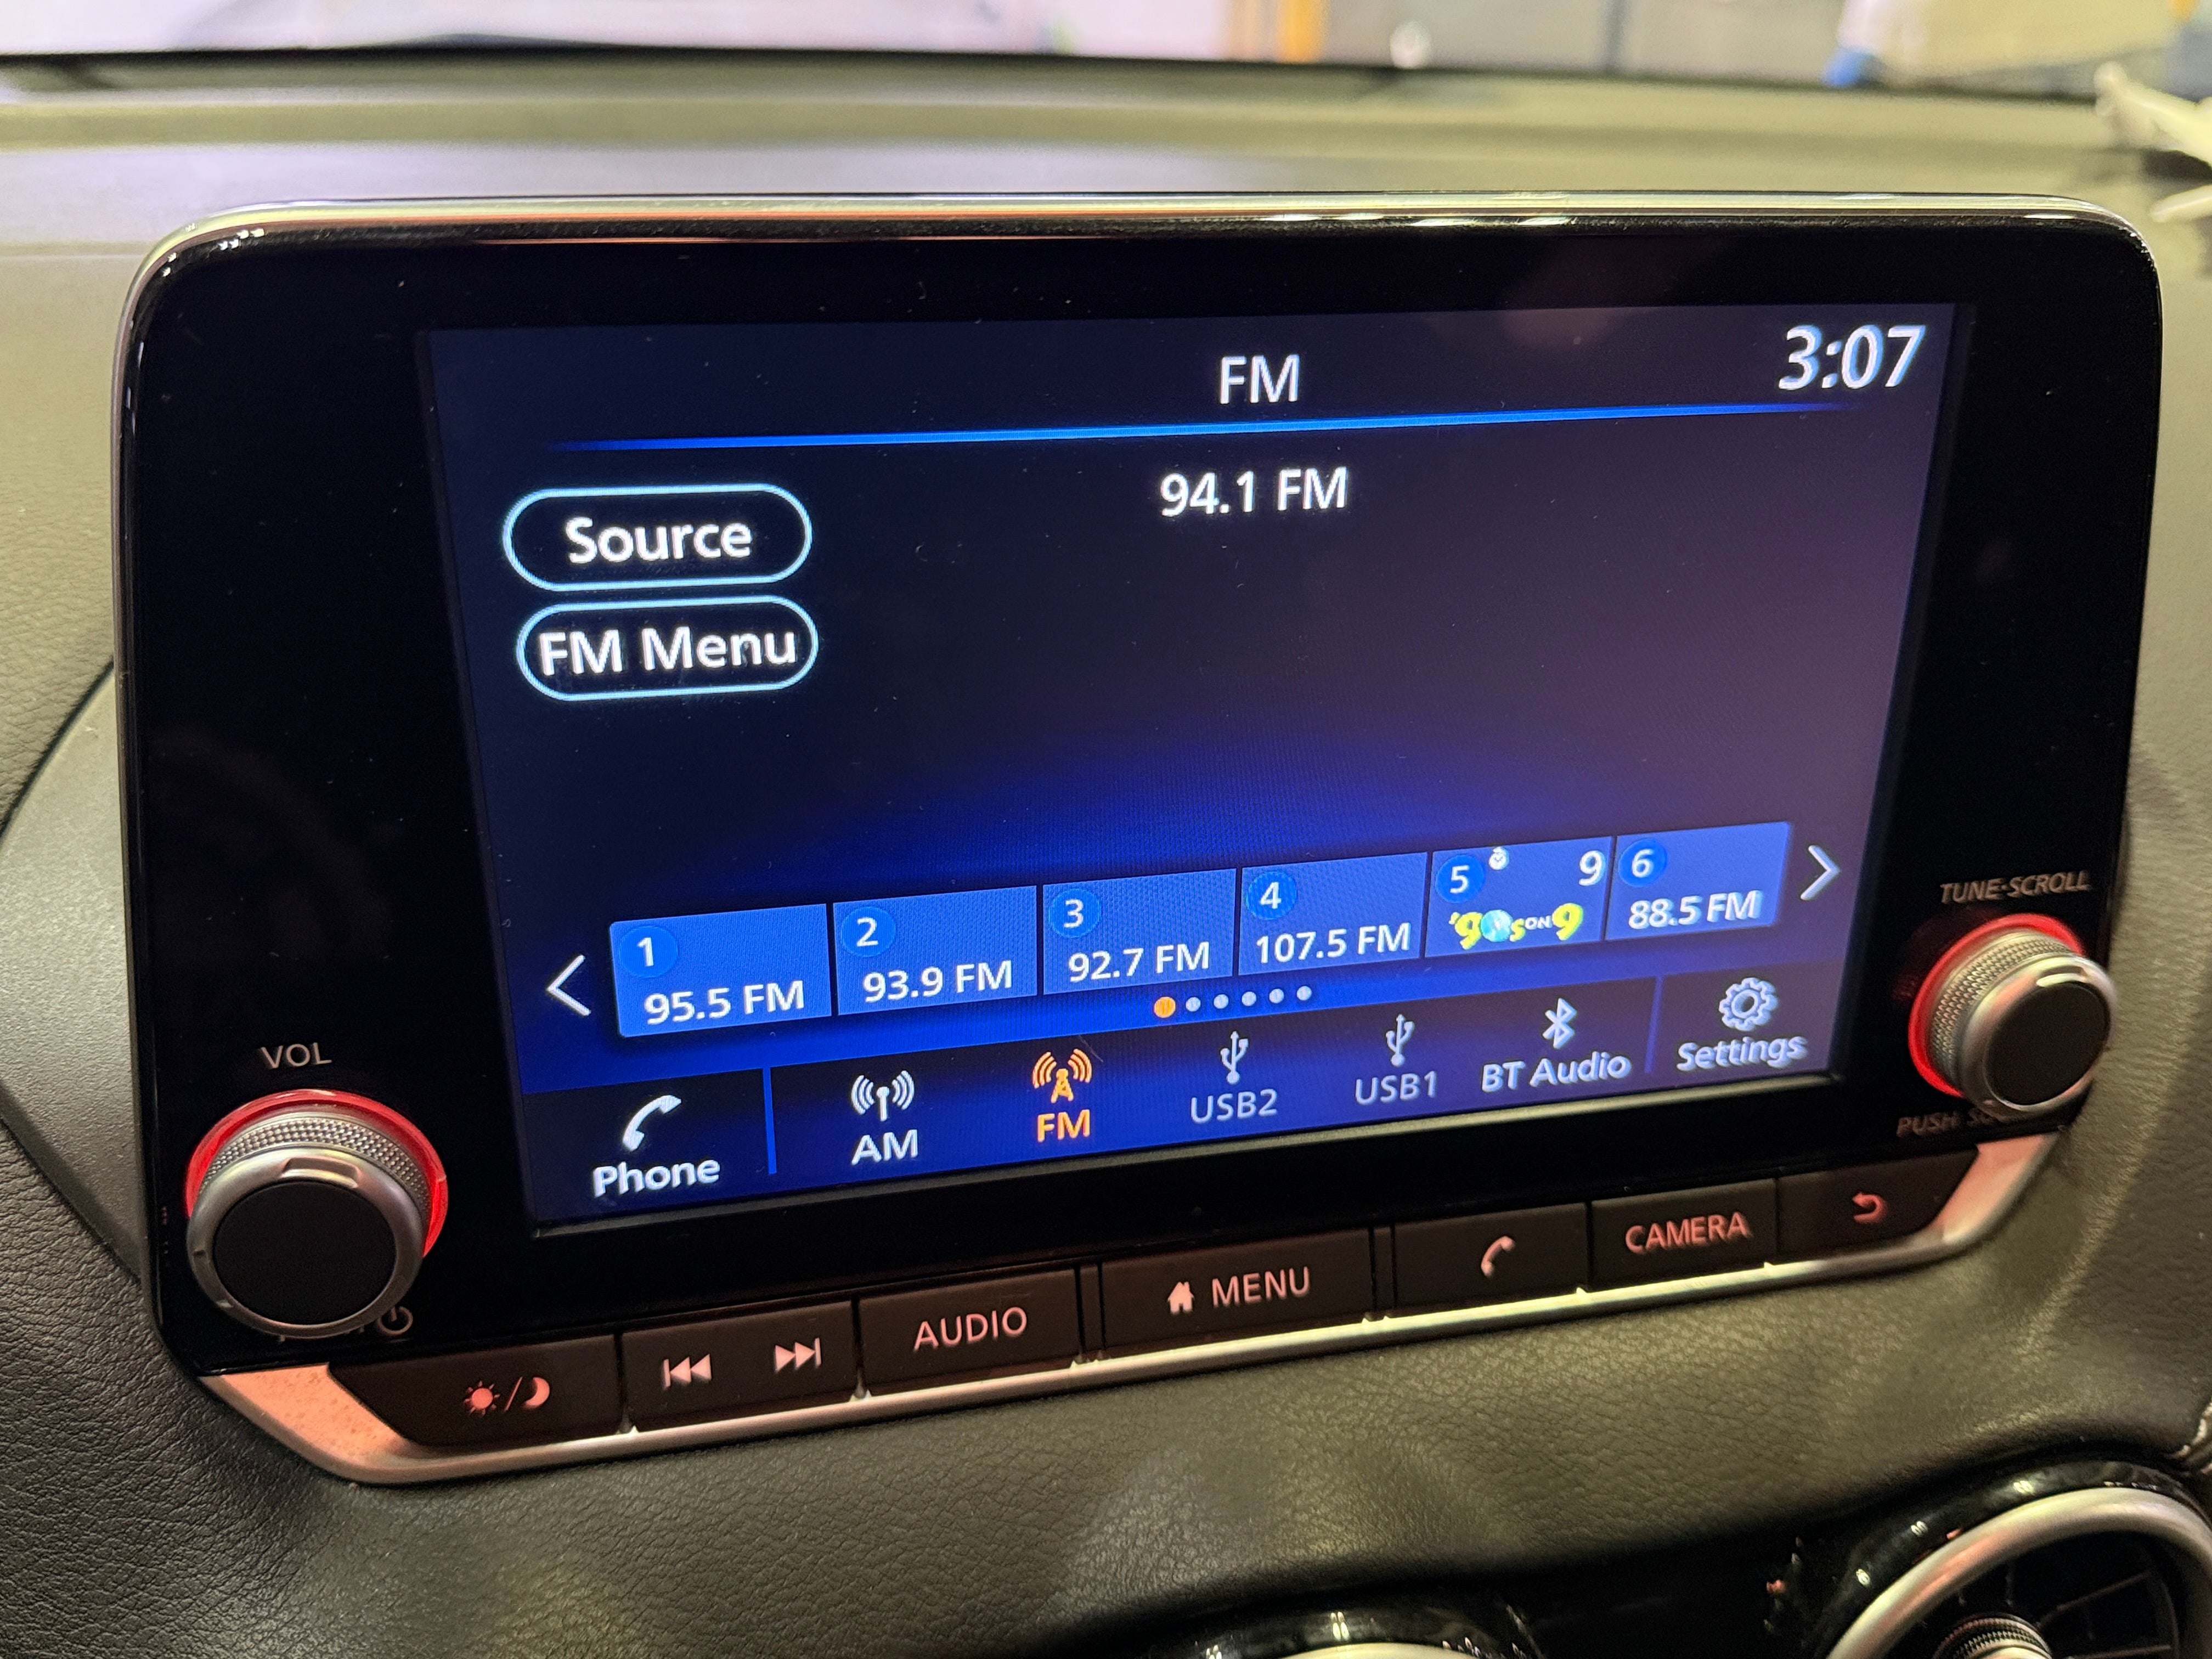 FM
3:07
94.1 FM
Source
FM Menu
1
95.5 FM
2
93.9 FM
3
92.7 FM
4
107.5 FM
5
9
'90s ON 9
6
88.5 FM
Phone
AM
FM
USB2
USB1
BT Audio
Settings
VOL
TUNE·SCROLL
PUSH
AUDIO
MENU
CAMERA